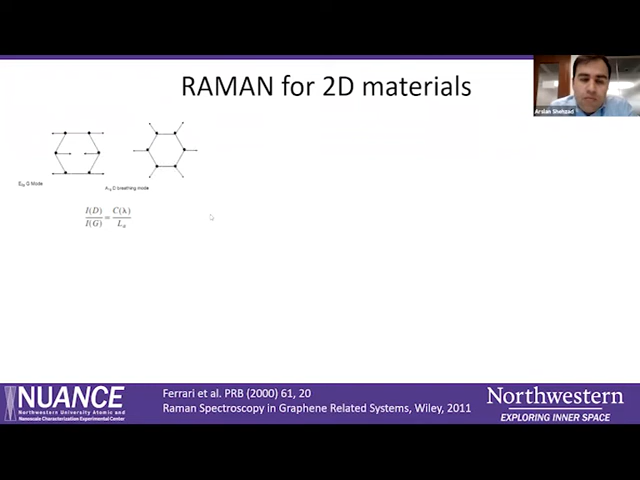 RAMAN for 2D materials
Arslan Shehzad
E₂g G Mode
A₁g D breathing mode
I(D)/I(G) = C(λ)/Lₐ
NUANCE
Northwestern University Atomic and
Nanoscale Characterization Experimental Center
Ferrari et al. PRB (2000) 61, 20
Raman Spectroscopy in Graphene Related Systems, Wiley, 2011
Northwestern
EXPLORING INNER SPACE